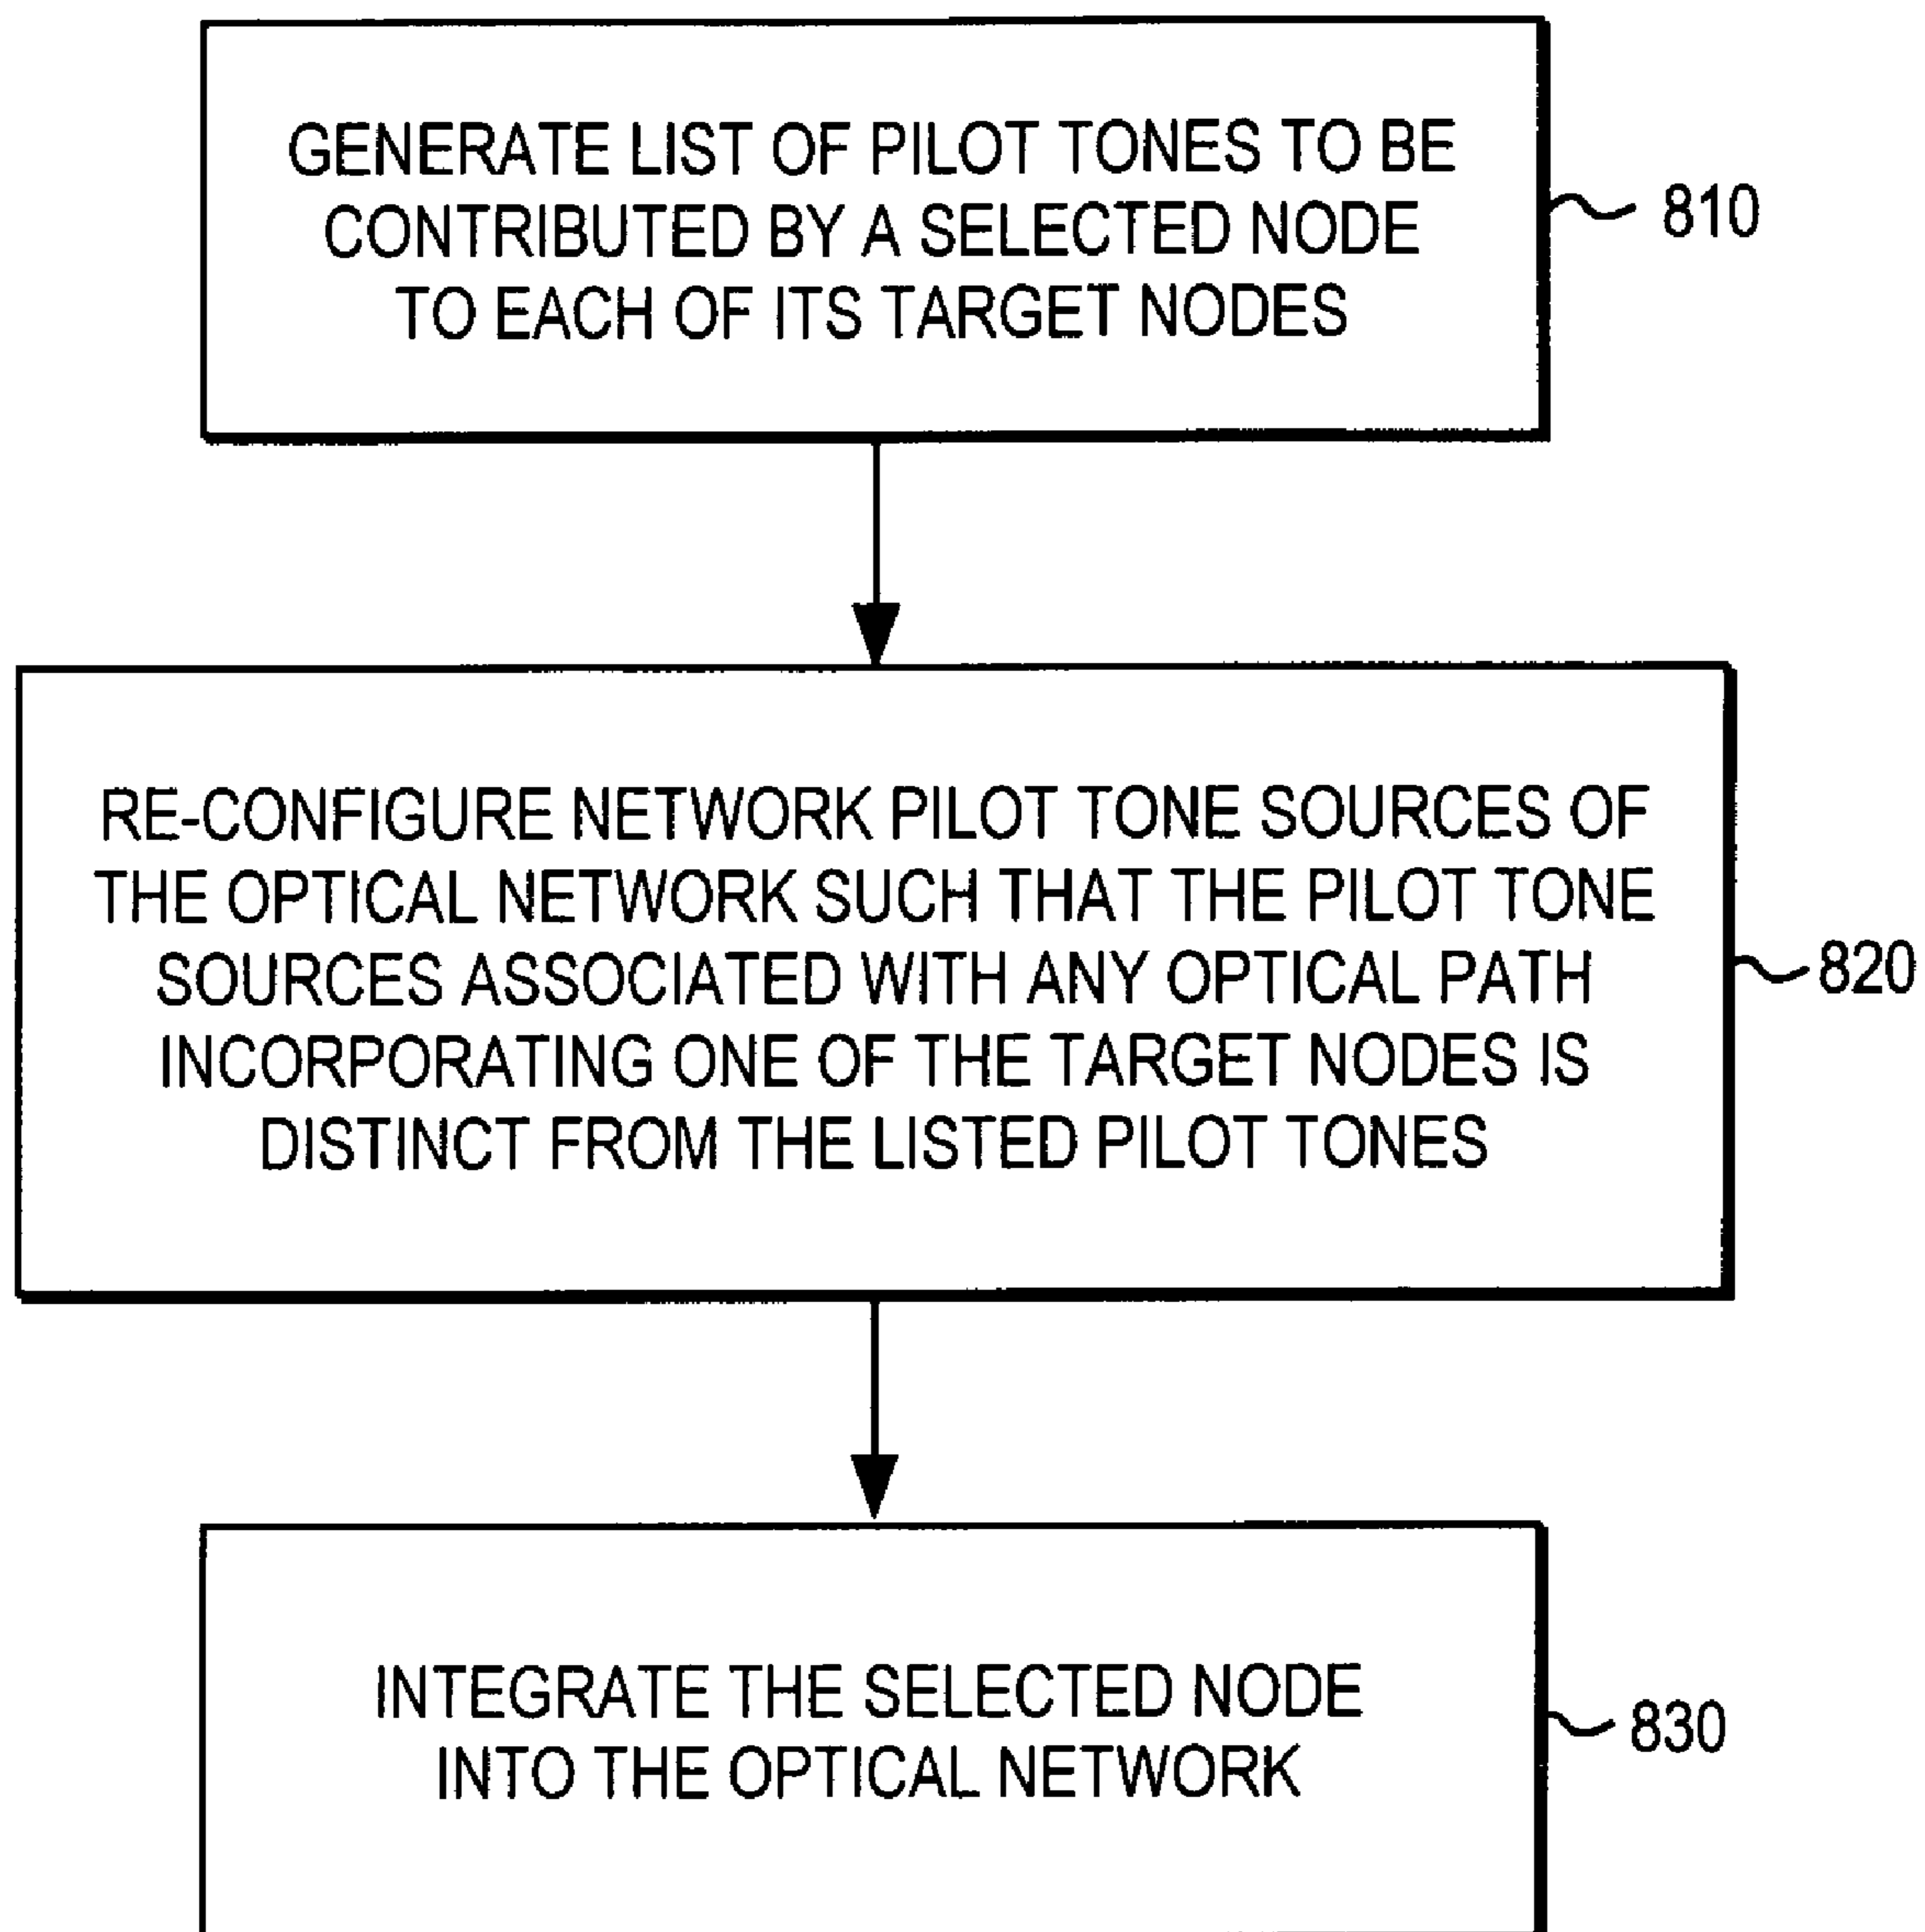 GENERATE LIST OF PILOT TONES TO BE
CONTRIBUTED BY A SELECTED NODE
TO EACH OF ITS TARGET NODES
810
RE-CONFIGURE NETWORK PILOT TONE SOURCES OF
THE OPTICAL NETWORK SUCH THAT THE PILOT TONE
SOURCES ASSOCIATED WITH ANY OPTICAL PATH
INCORPORATING ONE OF THE TARGET NODES IS
DISTINCT FROM THE LISTED PILOT TONES
820
INTEGRATE THE SELECTED NODE
INTO THE OPTICAL NETWORK
830